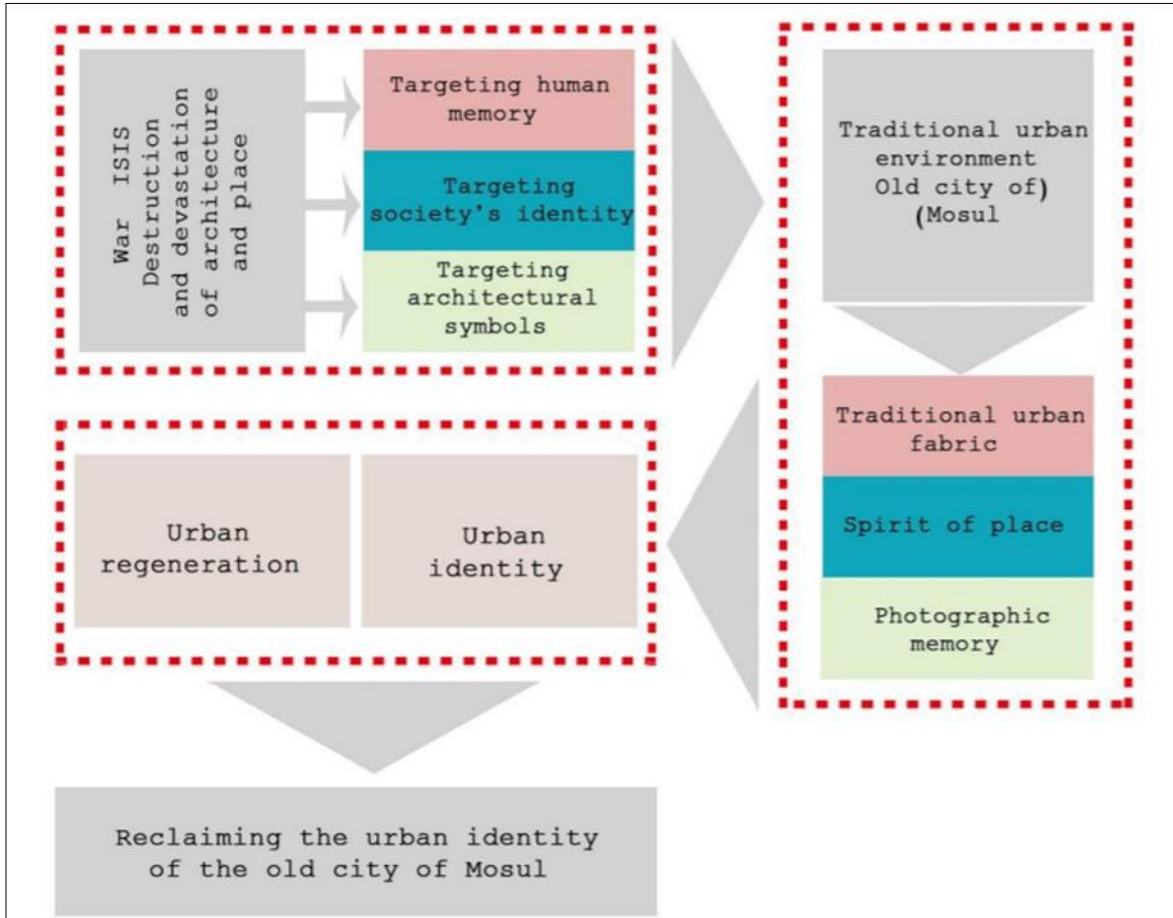 War ISIS
Destruction
and devastation
of architecture
and place
Targeting human
memory
Targeting
society's identity
Targeting
architectural
symbols
Traditional urban
environment
Old city of)
(Mosul
Traditional urban
fabric
Spirit of place
Photographic
memory
Urban
identity
Urban
regeneration
Reclaiming the urban identity
of the old city of Mosul